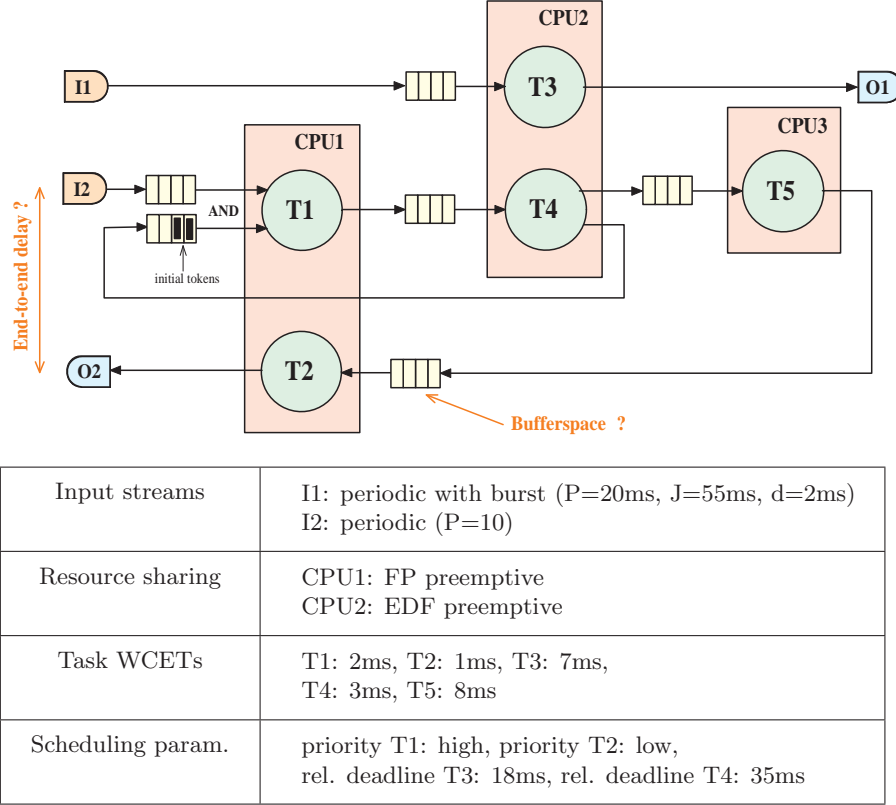 CPU2
I1
T3
O1
CPU3
CPU1
I2
T1
AND
T4
T5
initial tokens
End-to-end delay ?
O2
T2
Bufferspace ?
Input streams
I1: periodic with burst (P=20ms, J=55ms, d=2ms)
I2: periodic (P=10)
Resource sharing
CPU1: FP preemptive
CPU2: EDF preemptive
Task WCETs
T1: 2ms, T2: 1ms, T3: 7ms,
T4: 3ms, T5: 8ms
Scheduling param.
priority T1: high, priority T2: low,
rel. deadline T3: 18ms, rel. deadline T4: 35ms